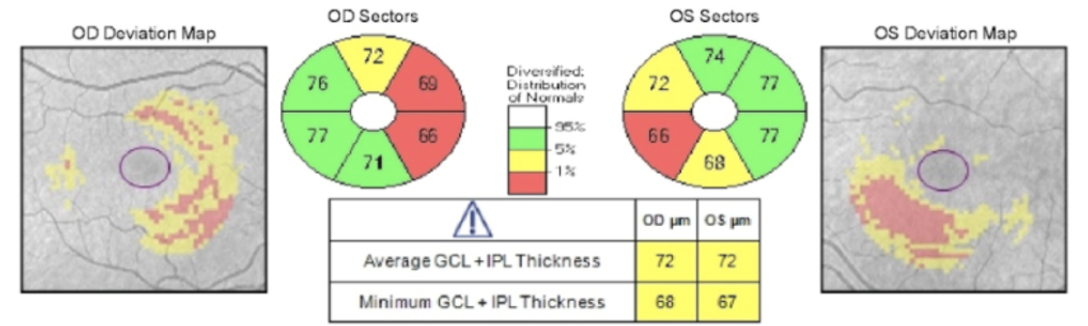 OD Deviation Map
OD Sectors
OS Sectors
OS Deviation Map
72
76
69
77
66
71
Diversified:
Distribution
of Normals
95%
5%
1%
74
72
77
66
77
68
OD µm OS µm
Average GCL + IPL Thickness 72 72
Minimum GCL + IPL Thickness 68 67